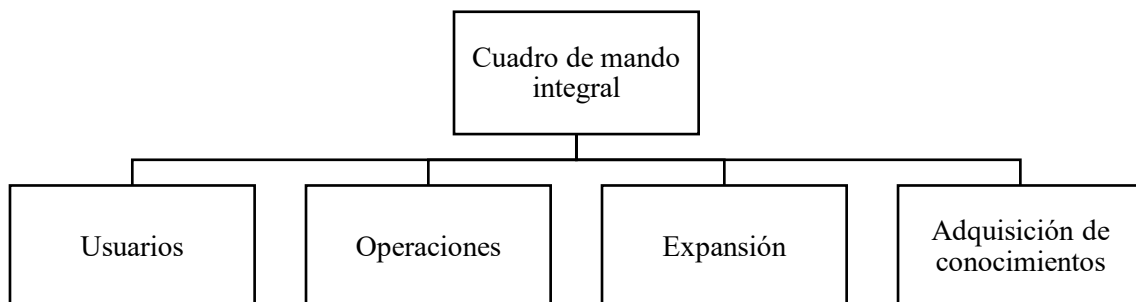 Cuadro de mando
integral
Usuarios
Operaciones
Expansión
Adquisición de
conocimientos